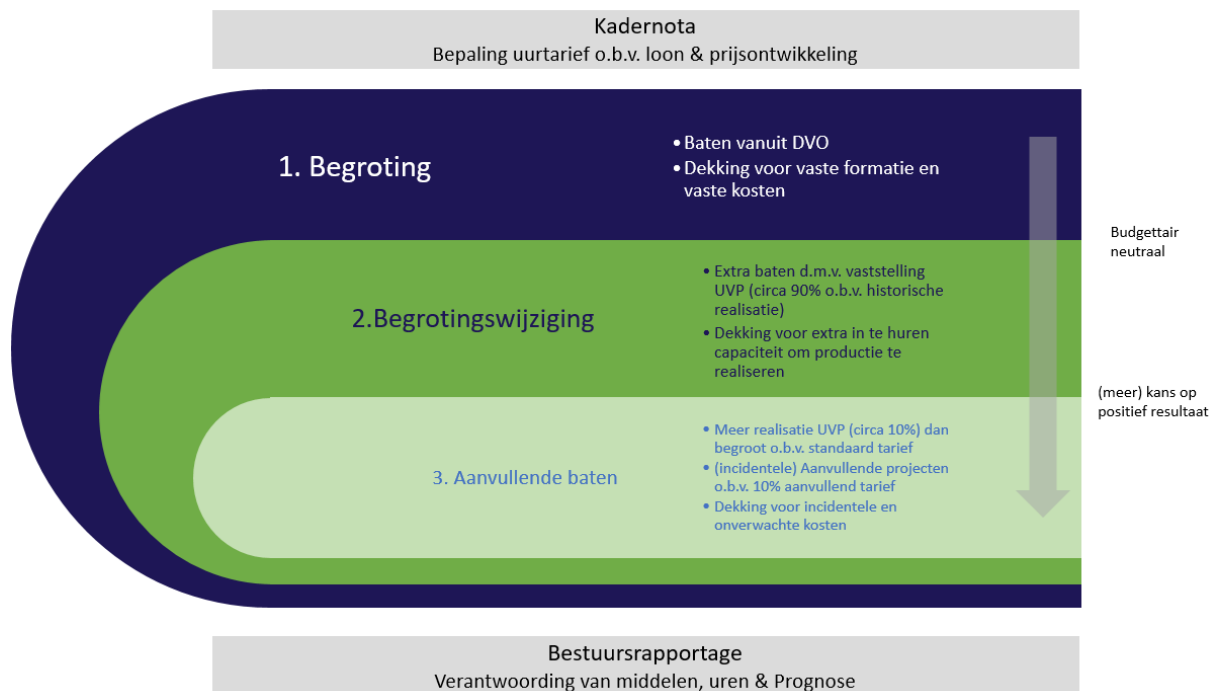 Kadernota
Bepaling uurtarief o.b.v. loon & prijsontwikkeling
1. Begroting
• Baten vanuit DVO
• Dekking voor vaste formatie en
vaste kosten
Budgettair
neutraal
2.Begrotingswijziging
• Extra baten d.m.v. vaststelling
UVP (circa 90% o.b.v. historische
realisatie)
• Dekking voor extra in te huren
capaciteit om productie te
realiseren
(meer) kans op
positief resultaat
3. Aanvullende baten
• Meer realisatie UVP (circa 10%) dan
begroot o.b.v. standaard tarief
• (incidentele) Aanvullende projecten
o.b.v. 10% aanvullend tarief
• Dekking voor incidentele en
onverwachte kosten
Bestuursrapportage
Verantwoording van middelen, uren & Prognose